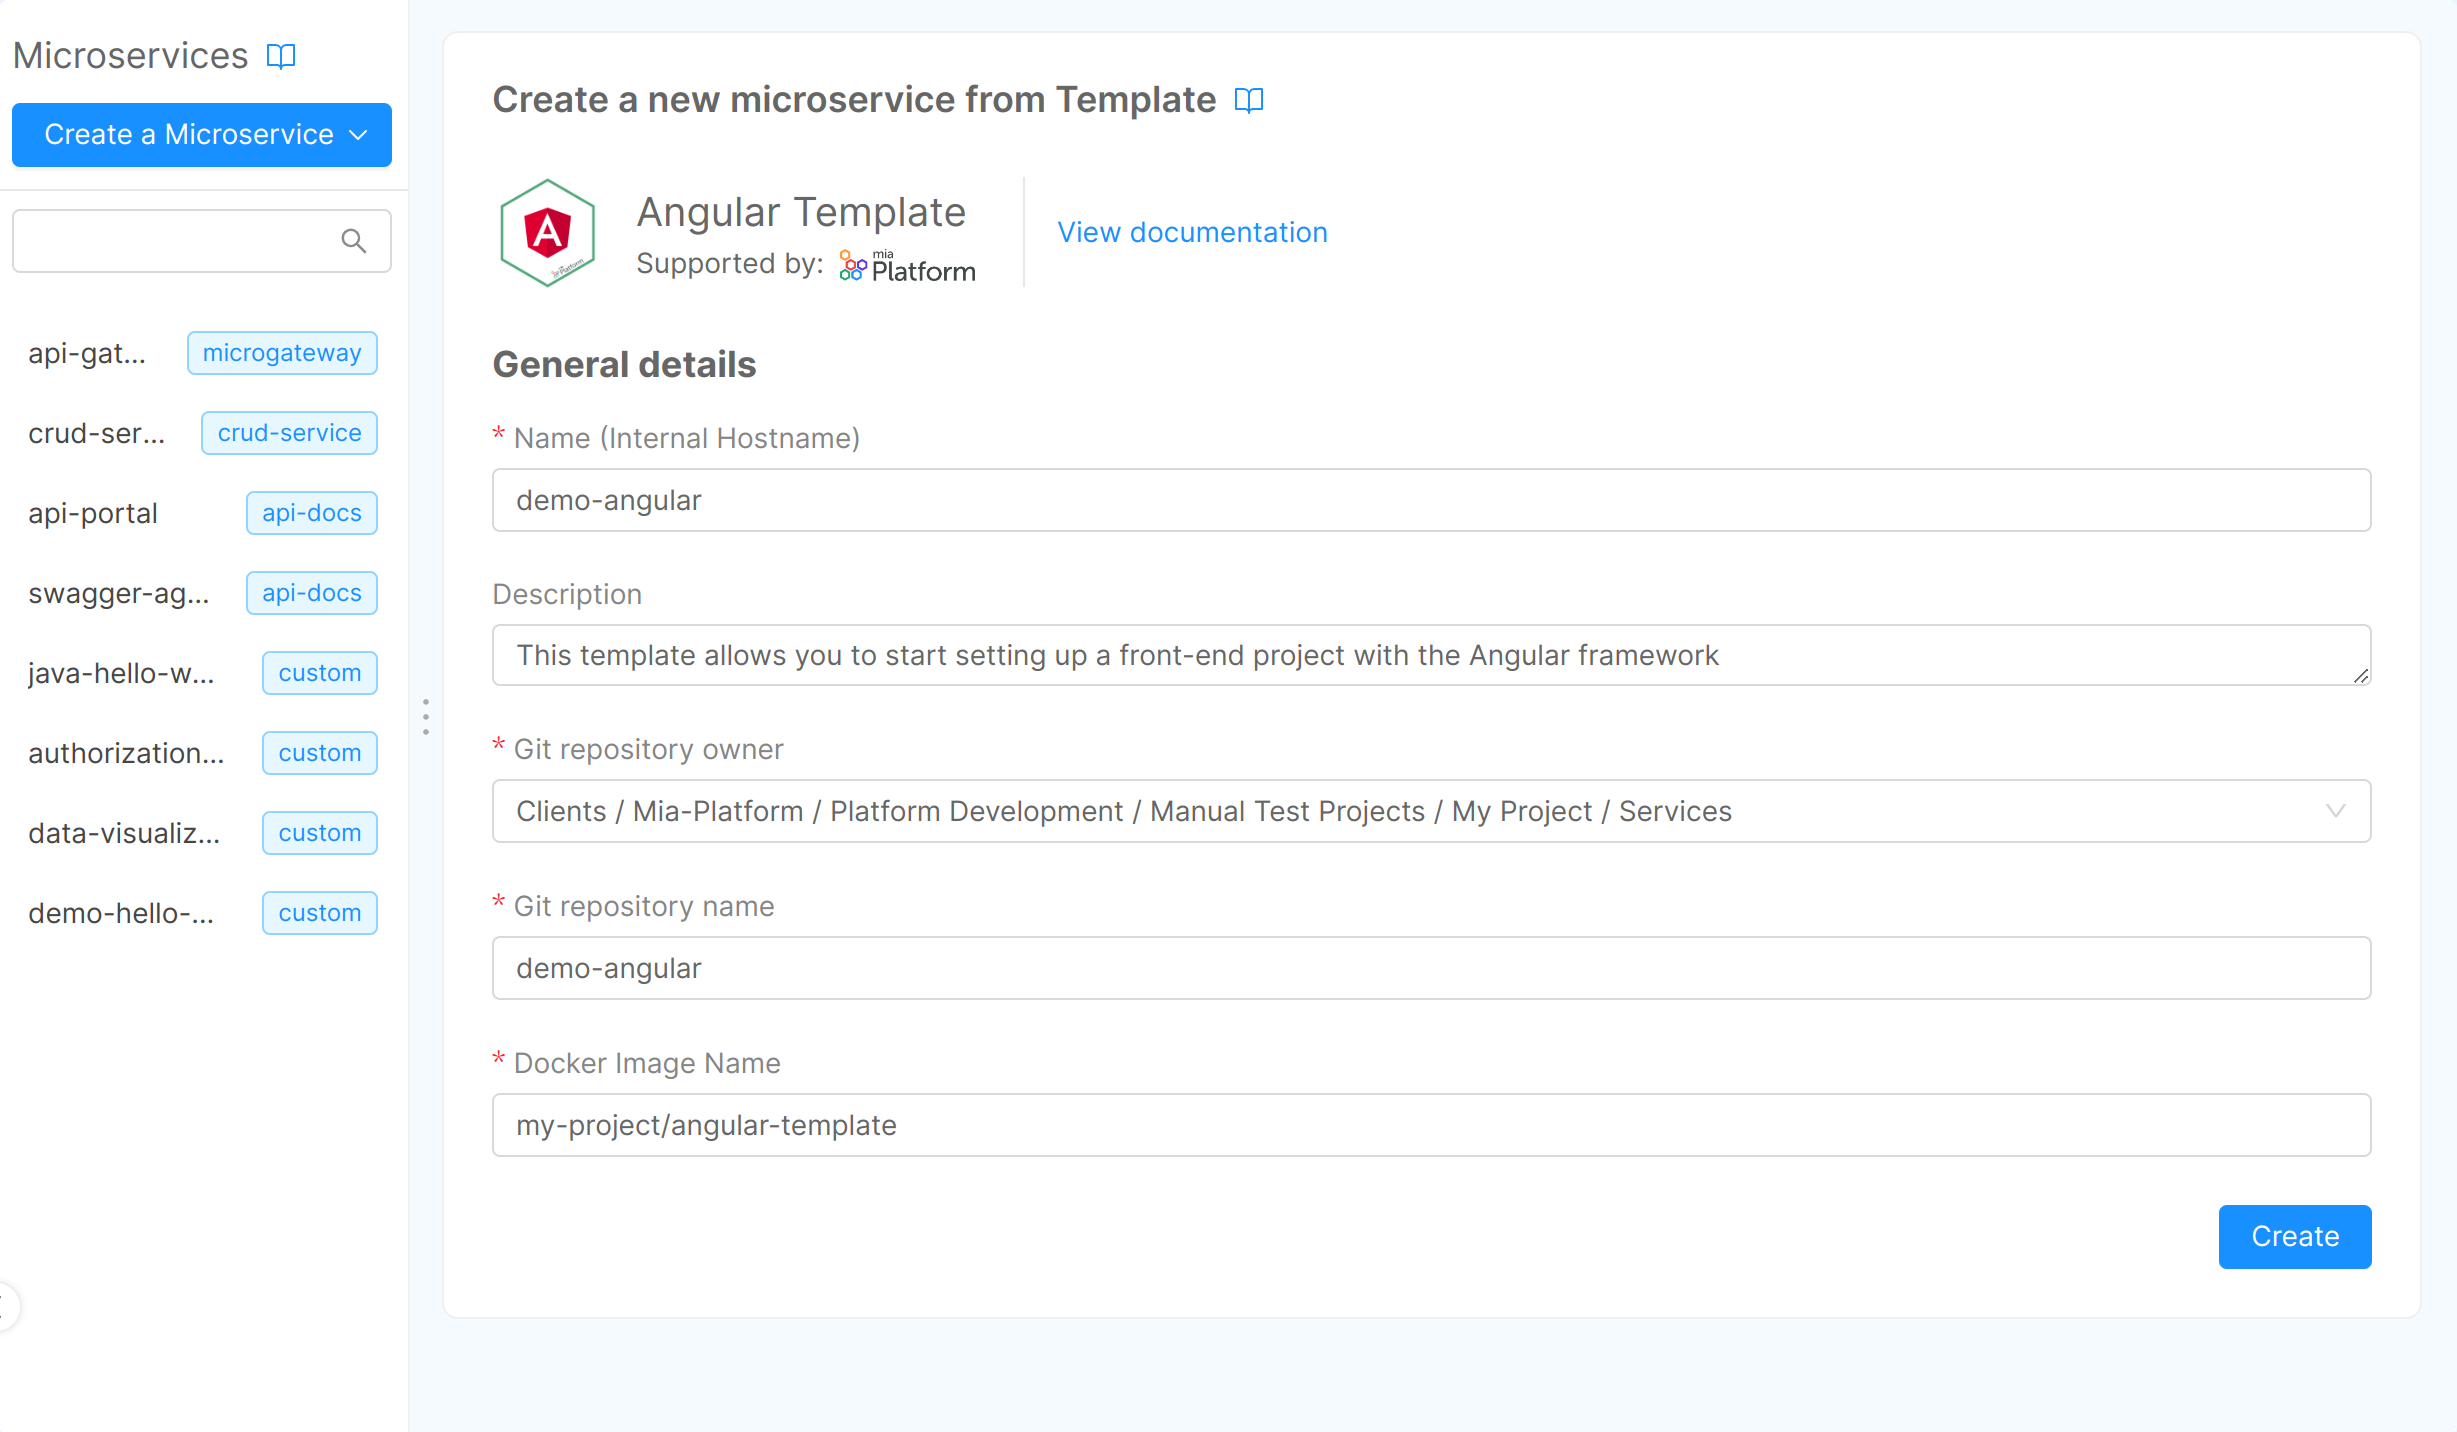 Microservices
Create a Microservice
api-gat... microgateway
crud-ser... crud-service
api-portal api-docs
swagger-ag... api-docs
java-hello-w... custom
authorization... custom
data-visualiz... custom
demo-hello-... custom
Create a new microservice from Template
Angular Template
Supported by: mia Platform
View documentation
General details
* Name (Internal Hostname)
demo-angular
Description
This template allows you to start setting up a front-end project with the Angular framework
* Git repository owner
Clients / Mia-Platform / Platform Development / Manual Test Projects / My Project / Services
* Git repository name
demo-angular
* Docker Image Name
my-project/angular-template
Create